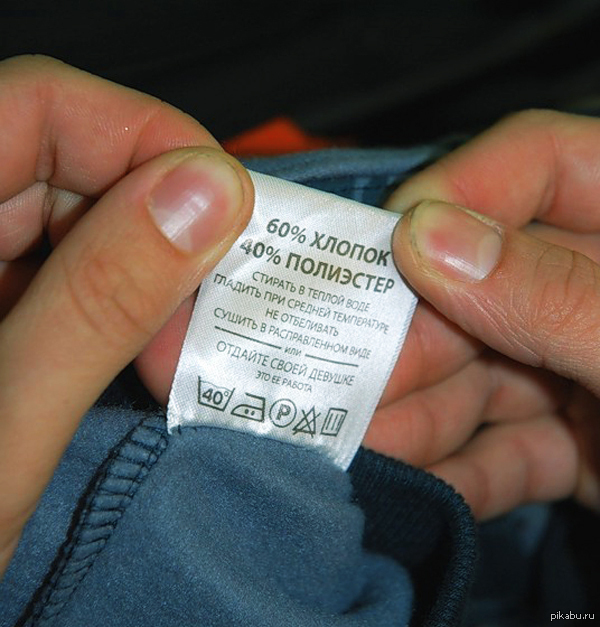 60% ХЛОПОК
40% ПОЛИЭСТЕР
СТИРАТЬ В ТЕПЛОЙ ВОДЕ
ГЛАДИТЬ ПРИ СРЕДНЕЙ ТЕМПЕРАТУРЕ
НЕ ОТБЕЛИВАТЬ
СУШИТЬ В РАСПРАВЛЕННОМ ВИДЕ
ИЛИ
ОТДАЙТЕ СВОЕЙ ДЕВУШКЕ
ЭТО ЕЕ РАБОТА
40° P
pikabu.ru